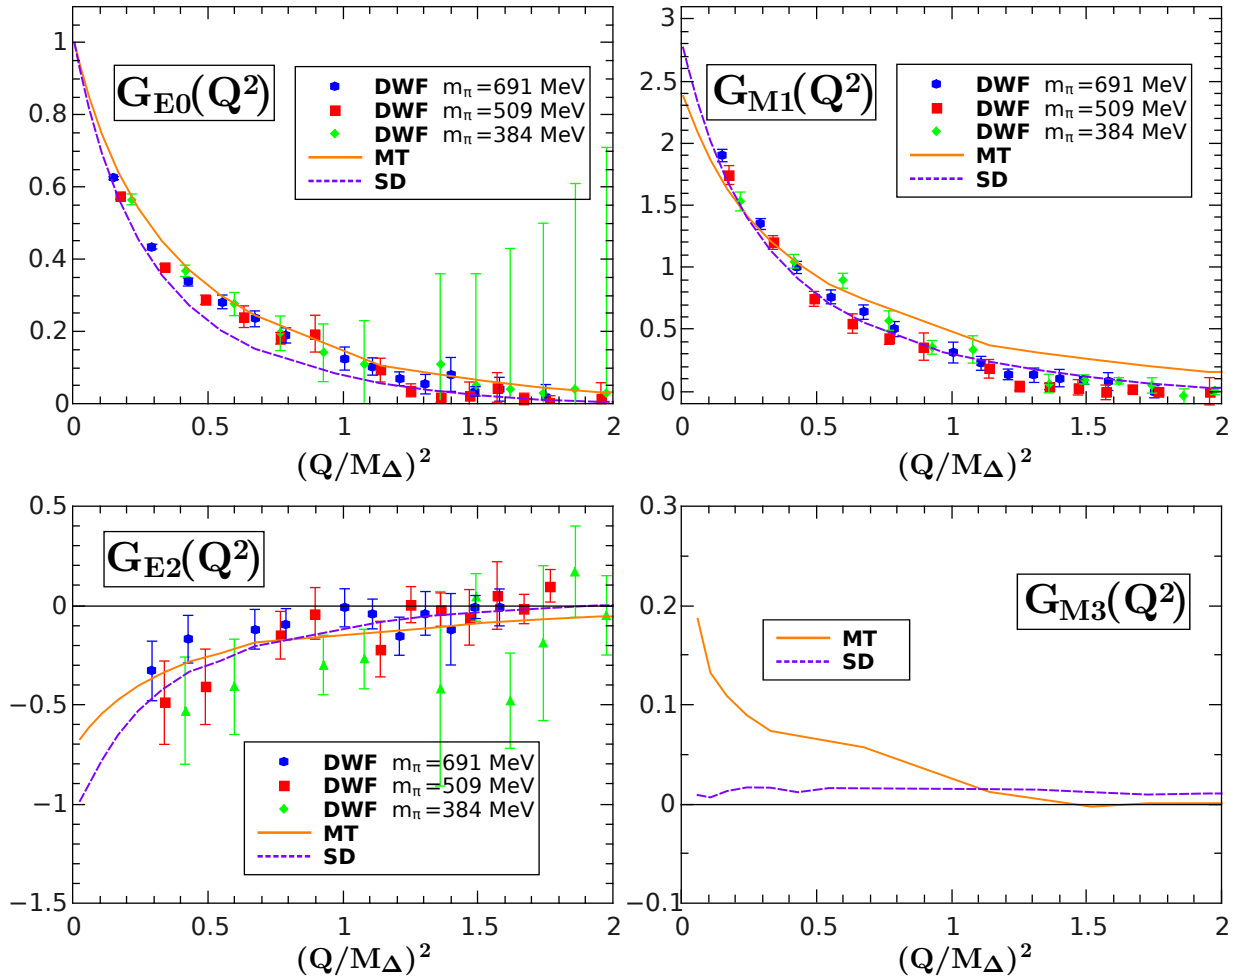 G_E0(Q²)
DWF m_π=691 MeV
DWF m_π=509 MeV
DWF m_π=384 MeV
MT
SD
1
0.8
0.6
0.4
0.2
0
0 0.5 1 1.5 2
(Q/M_Δ)²
G_M1(Q²)
DWF m_π=691 MeV
DWF m_π=509 MeV
DWF m_π=384 MeV
MT
SD
3
2.5
2
1.5
1
0.5
0
0 0.5 1 1.5 2
(Q/M_Δ)²
G_E2(Q²)
0.5
0
−0.5
−1
−1.5
DWF m_π=691 MeV
DWF m_π=509 MeV
DWF m_π=384 MeV
MT
SD
0 0.5 1 1.5 2
(Q/M_Δ)²
G_M3(Q²)
MT
SD
0.3
0.2
0.1
0
−0.1
0 0.5 1 1.5 2
(Q/M_Δ)²